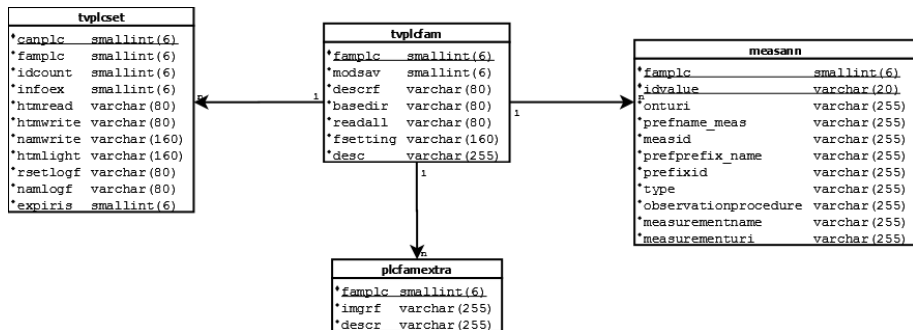 tvplcset
canplc smallint(6)
famplc smallint(6)
idcount smallint(6)
infoex smallint(6)
htmread varchar(80)
htmwrite varchar(80)
namwrite varchar(160)
htmlight varchar(160)
rsetlogf varchar(80)
namlogf varchar(80)
expiris smallint(6)
n
1
tvplcfam
famplc smallint(6)
modsav smallint(6)
descrf varchar(80)
basedir varchar(80)
readall varchar(80)
fsetting varchar(160)
desc varchar(255)
1
n
measann
famplc smallint(6)
idvalue varchar(20)
onturi varchar(255)
prefname_meas varchar(255)
measid varchar(255)
prefprefix_name varchar(255)
prefixid varchar(255)
type varchar(255)
observationprocedure varchar(255)
measurementname varchar(255)
measurementuri varchar(255)
1
n
plcfamextra
famplc smallint(6)
imgrf varchar(255)
descr varchar(255)